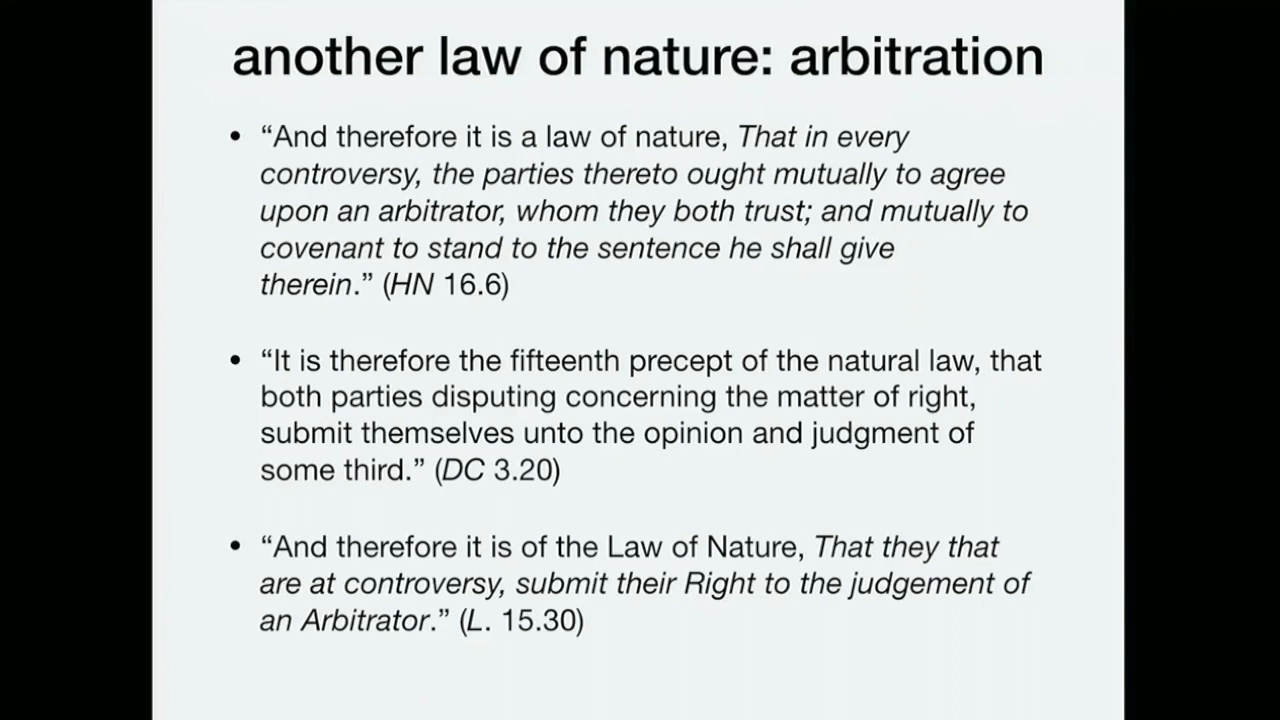 another law of nature: arbitration
• “And therefore it is a law of nature, That in every
controversy, the parties thereto ought mutually to agree
upon an arbitrator, whom they both trust; and mutually to
covenant to stand to the sentence he shall give
therein.” (HN 16.6)
• “It is therefore the fifteenth precept of the natural law, that
both parties disputing concerning the matter of right,
submit themselves unto the opinion and judgment of
some third.” (DC 3.20)
• “And therefore it is of the Law of Nature, That they that
are at controversy, submit their Right to the judgement of
an Arbitrator.” (L. 15.30)